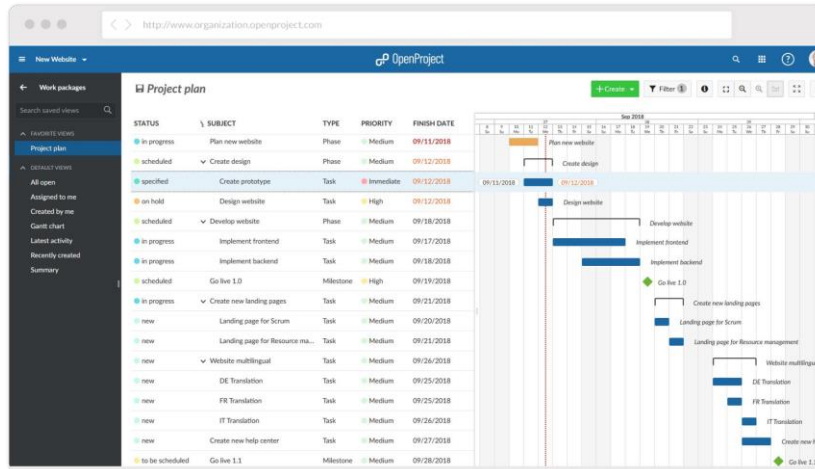 http://www.organization.openproject.com
New Website
OpenProject
Work packages
Search saved views
FAVORITE VIEWS
Project plan
DEFAULT VIEWS
All open
Assigned to me
Created by me
Gantt chart
Latest activity
Recently created
Summary
Project plan
+ Create
Filter 1
STATUS SUBJECT TYPE PRIORITY FINISH DATE
in progress Plan new website Phase Medium 09/11/2018
scheduled Create design Phase Medium 09/12/2018
specified Create prototype Task Immediate 09/12/2018
on hold Design website Task High 09/12/2018
scheduled Develop website Phase Medium 09/18/2018
in progress Implement frontend Task Medium 09/17/2018
in progress Implement backend Task Medium 09/18/2018
scheduled Go live 1.0 Milestone High 09/19/2018
in progress Create new landing pages Task Medium 09/21/2018
new Landing page for Scrum Task Medium 09/20/2018
new Landing page for Resource ma... Task Medium 09/21/2018
new Website multilingual Task Medium 09/26/2018
new DE Translation Task Medium 09/25/2018
new FR Translation Task Medium 09/25/2018
new IT Translation Task Medium 09/26/2018
new Create new help center Task Medium 09/27/2018
to be scheduled Go live 1.1 Milestone Medium 09/28/2018
Sep 2018
Plan new website
Create design
09/11/2018 09/12/2018
Design website
Develop website
Implement frontend
Implement backend
Go live 1.0
Create new landing pages
Landing page for Scrum
Landing page for Resource management
Website multilingu
DE Translation
FR Translation
IT Translation
Create new h
Go live 1.